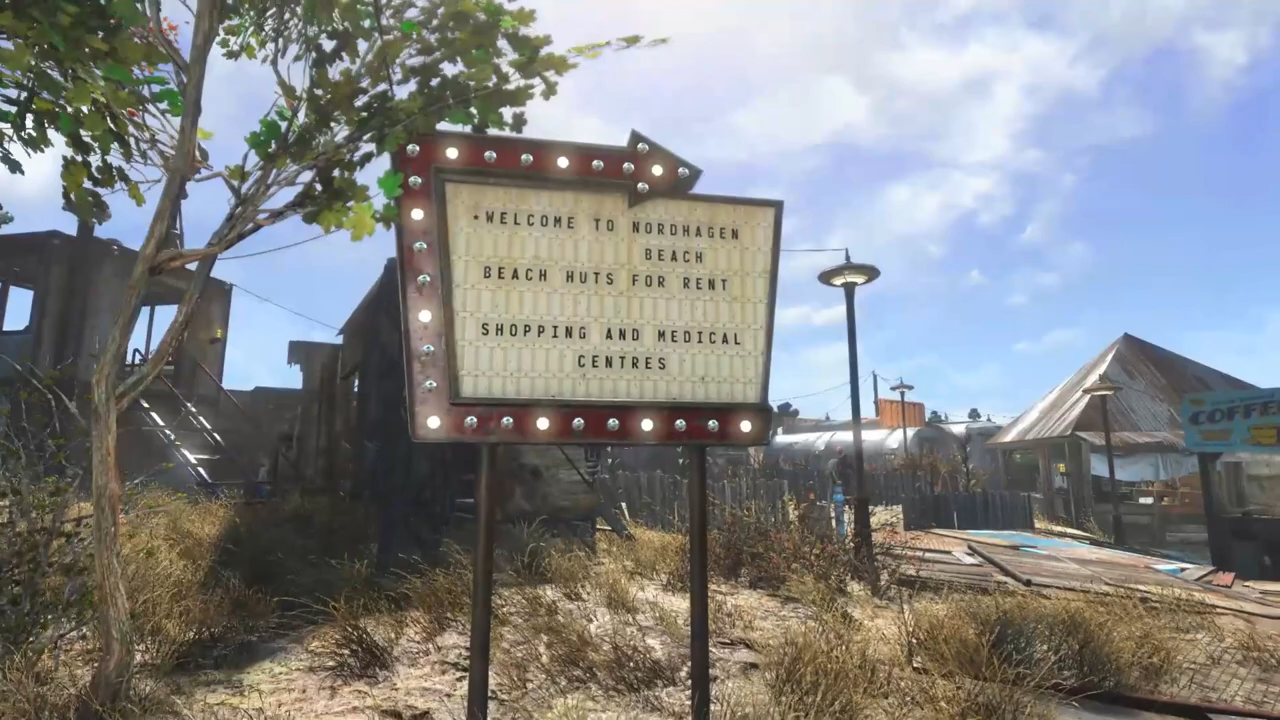 *WELCOME TO NORDHAGEN
BEACH
BEACH HUTS FOR RENT
SHOPPING AND MEDICAL
CENTRES
COFFE